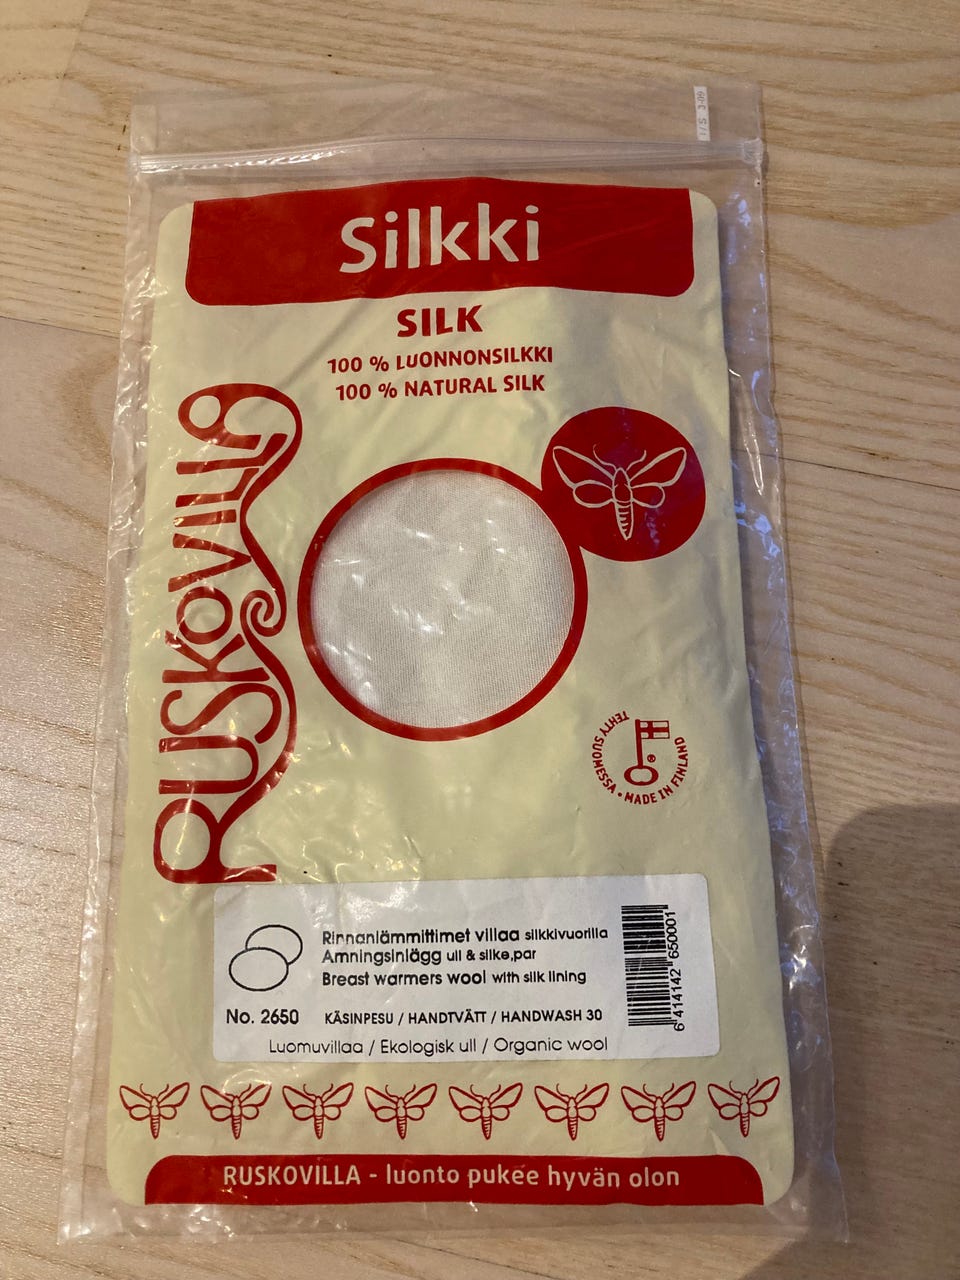 I/S 3-09
Silkki
SILK
100 % LUONNONSILKKI
100 % NATURAL SILK
RUSKOVILLA
TEHTY SUOMESSA • MADE IN FINLAND
Rinnanlämmittimet villaa silkkivuorilla
Amningsinlägg ull & silke,par
Breast warmers wool with silk lining
No. 2650
KÄSINPESU / HANDTVÄTT / HANDWASH 30
Luomuvillaa / Ekologisk ull / Organic wool
6 414142 650001
RUSKOVILLA - luonto pukee hyvän olon